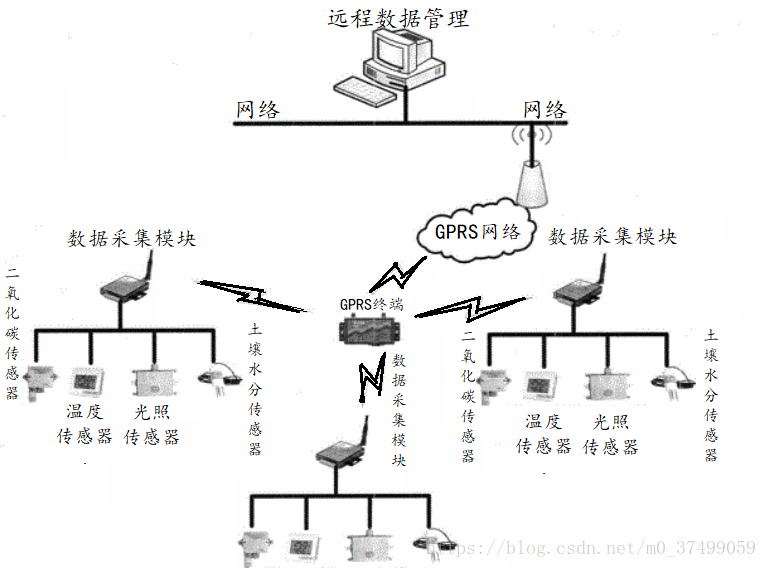 远程数据管理
网络
网络
GPRS网络
数据采集模块
数据采集模块
二氧化碳传感器
GPRS终端
土壤水分传感器
数据采集模块
二氧化碳传感器
土壤水分传感器
温度
传感器
光照
传感器
温度
传感器
光照
传感器
ttps://blog.csdn.net/m0_37499059